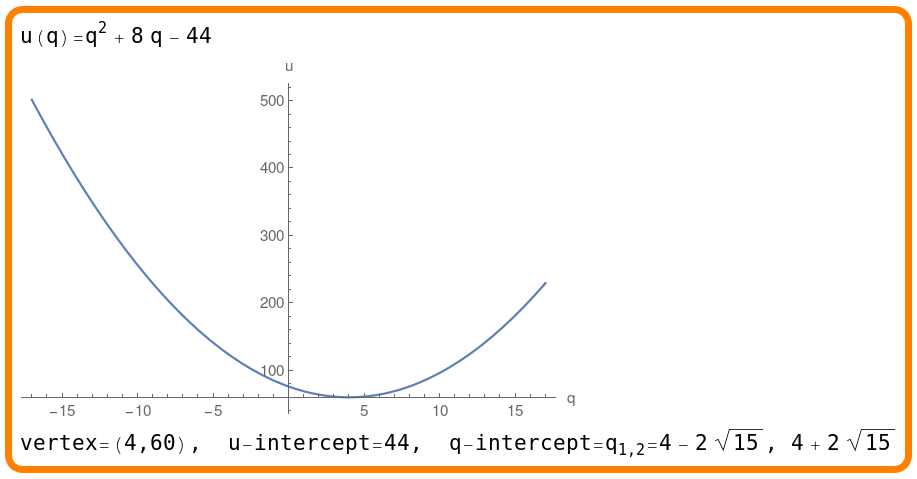 u(q)=q² + 8 q − 44
u
500
400
300
200
100
−15 −10 −5 5 10 15 q
vertex=(4,60), u−intercept=44, q−intercept=q₁,₂=4 − 2 √15, 4 + 2 √15